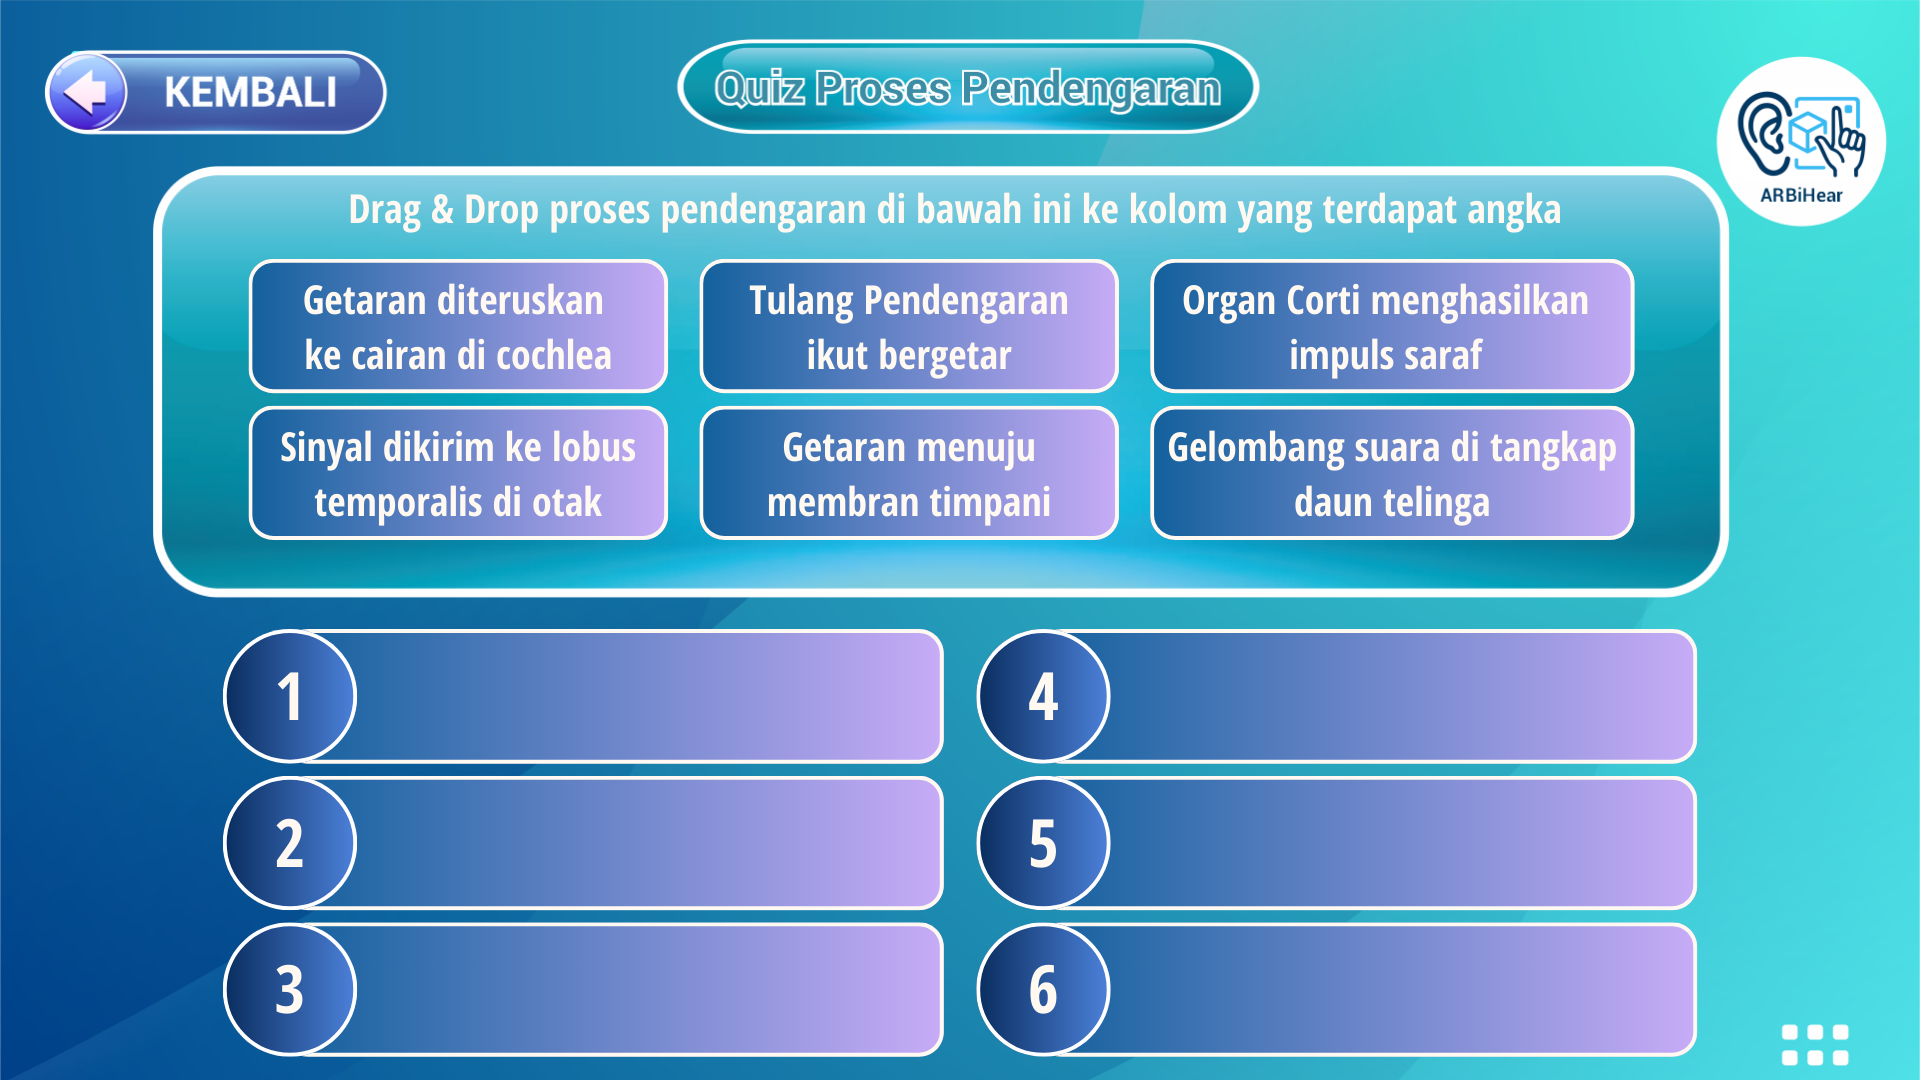 KEMBALI
Quiz Proses Pendengaran
ARBiHear
Drag & Drop proses pendengaran di bawah ini ke kolom yang terdapat angka
Getaran diteruskan
ke cairan di cochlea
Tulang Pendengaran
ikut bergetar
Organ Corti menghasilkan
impuls saraf
Sinyal dikirim ke lobus
temporalis di otak
Getaran menuju
membran timpani
Gelombang suara di tangkap
daun telinga
1
2
3
4
5
6